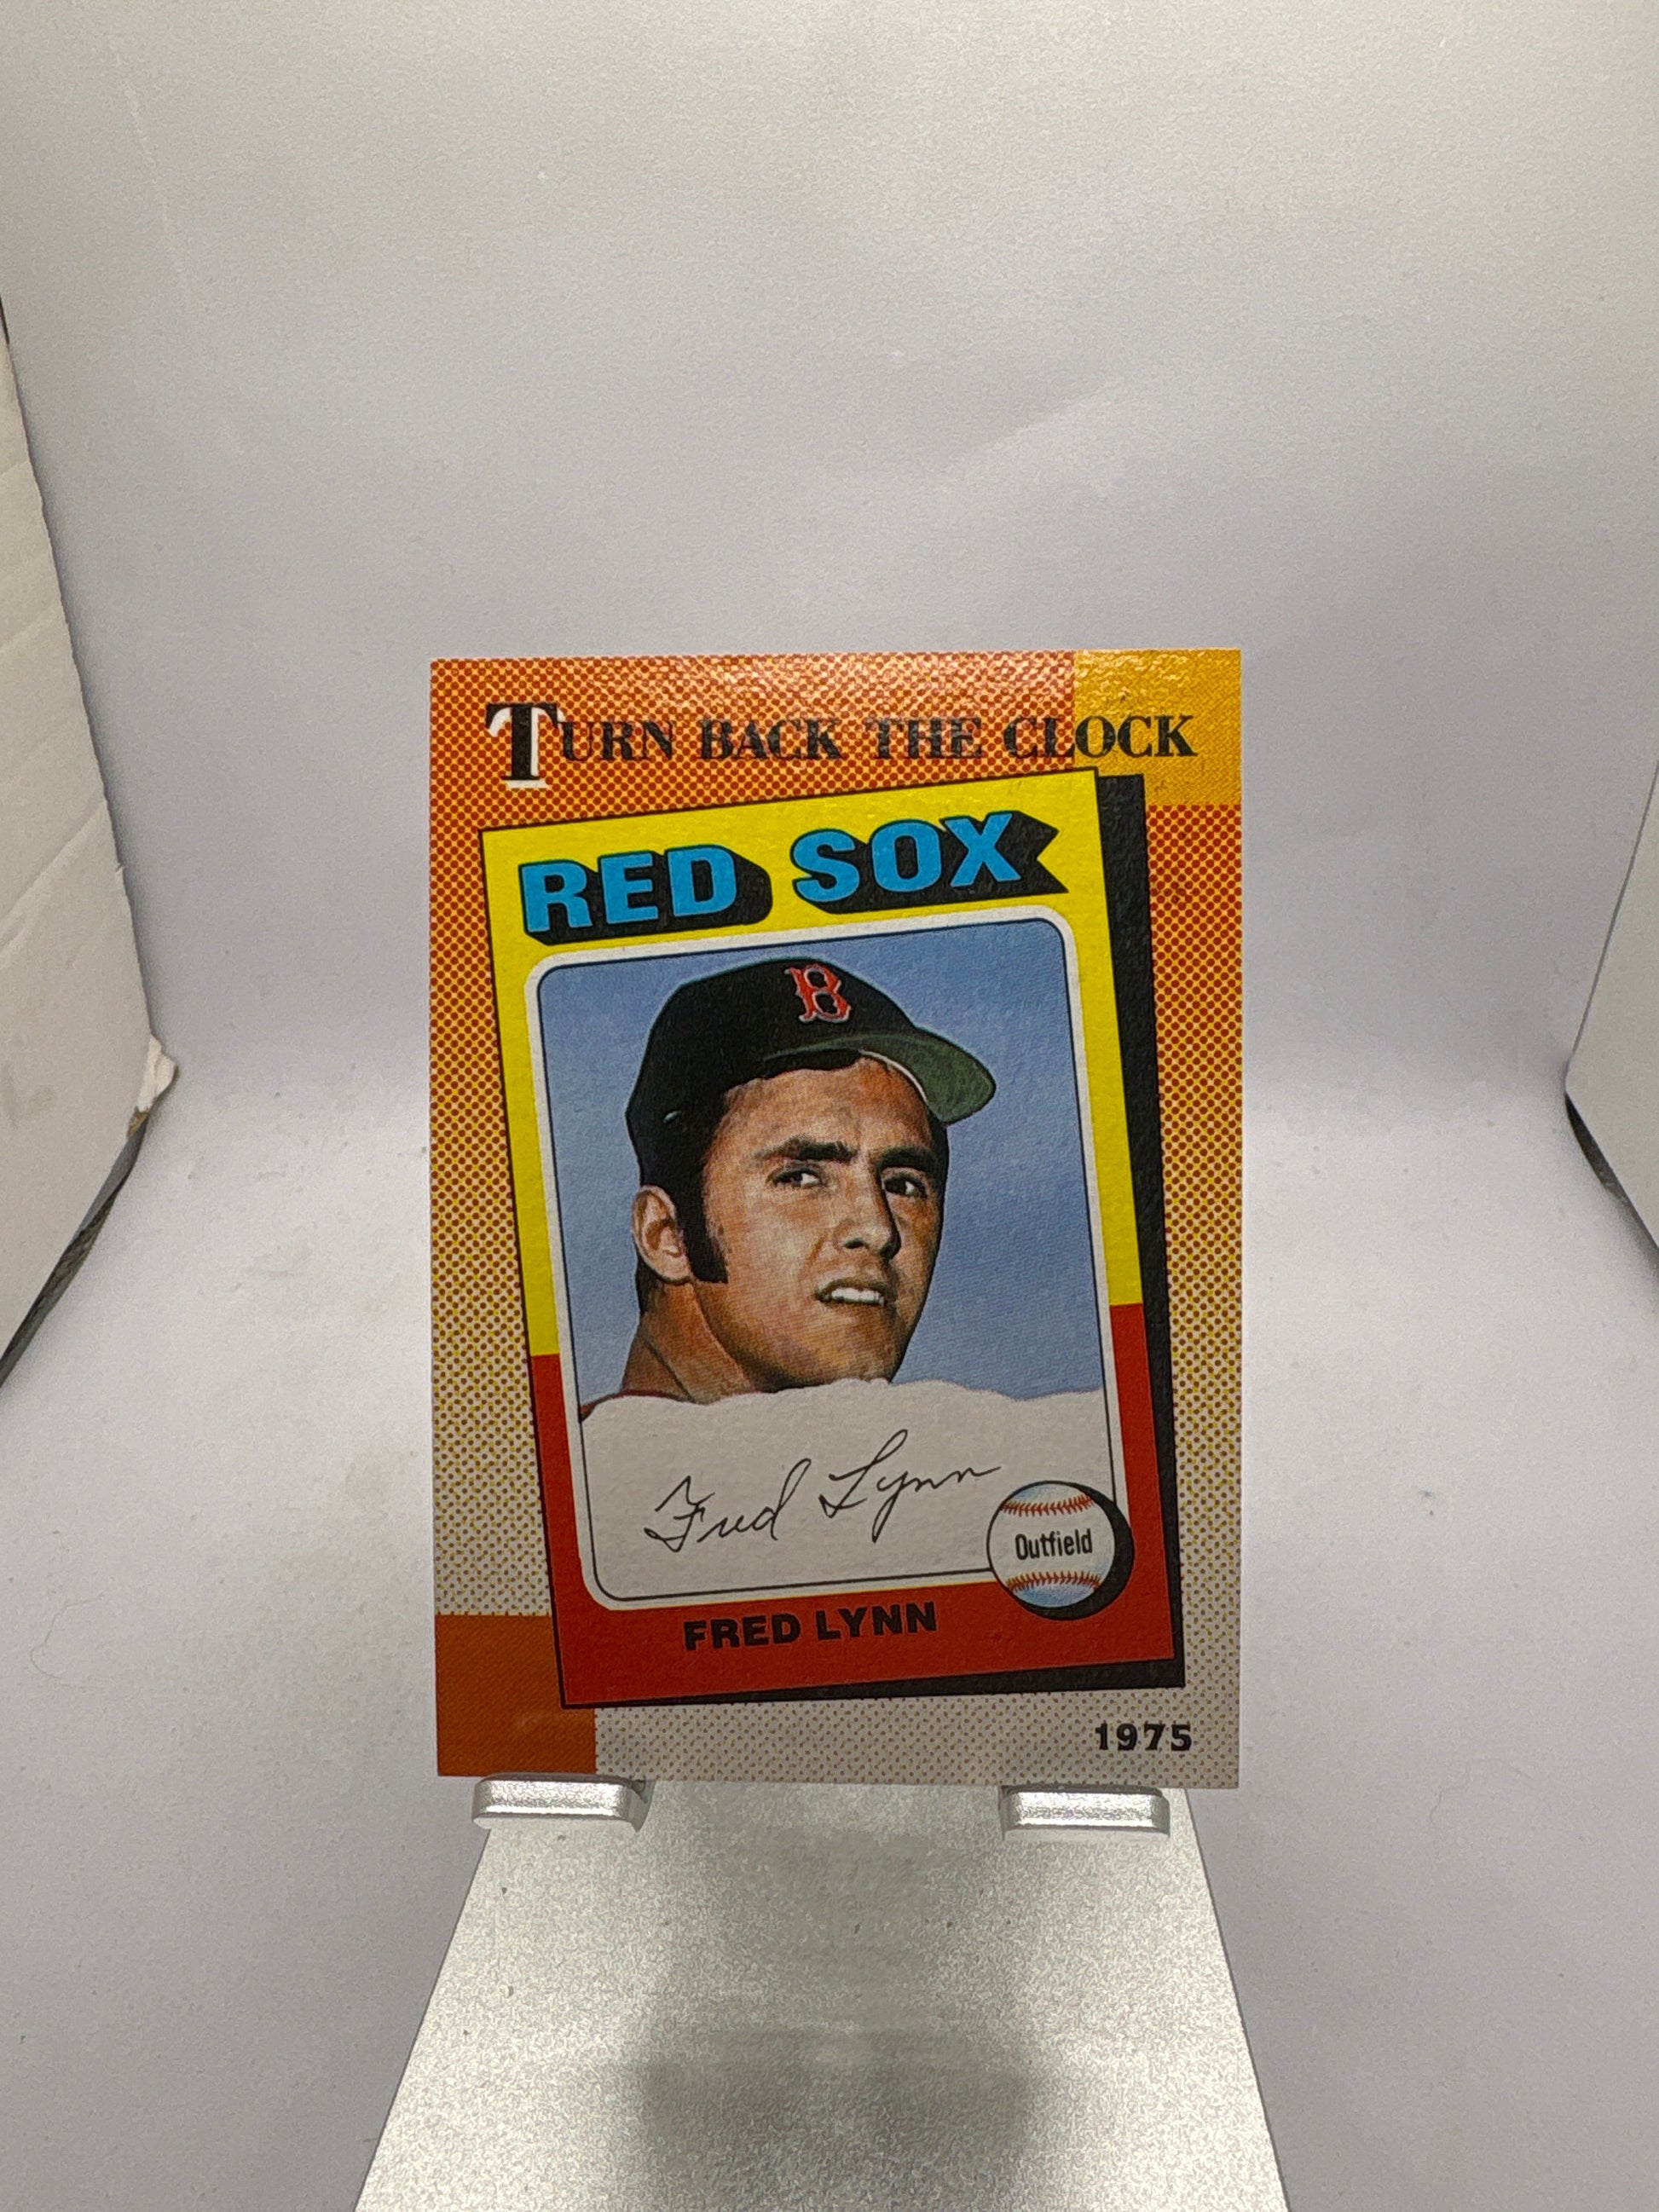 TURN BACK THE CLOCK
RED SOX
B
Fred Lynn
Outfield
FRED LYNN
1975